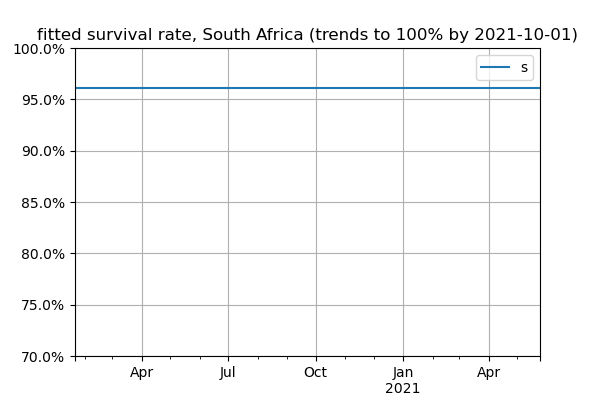 fitted survival rate, South Africa (trends to 100% by 2021-10-01)
100.0%
s
95.0%
90.0%
85.0%
80.0%
75.0%
70.0%
Apr Jul Oct Jan Apr
2021